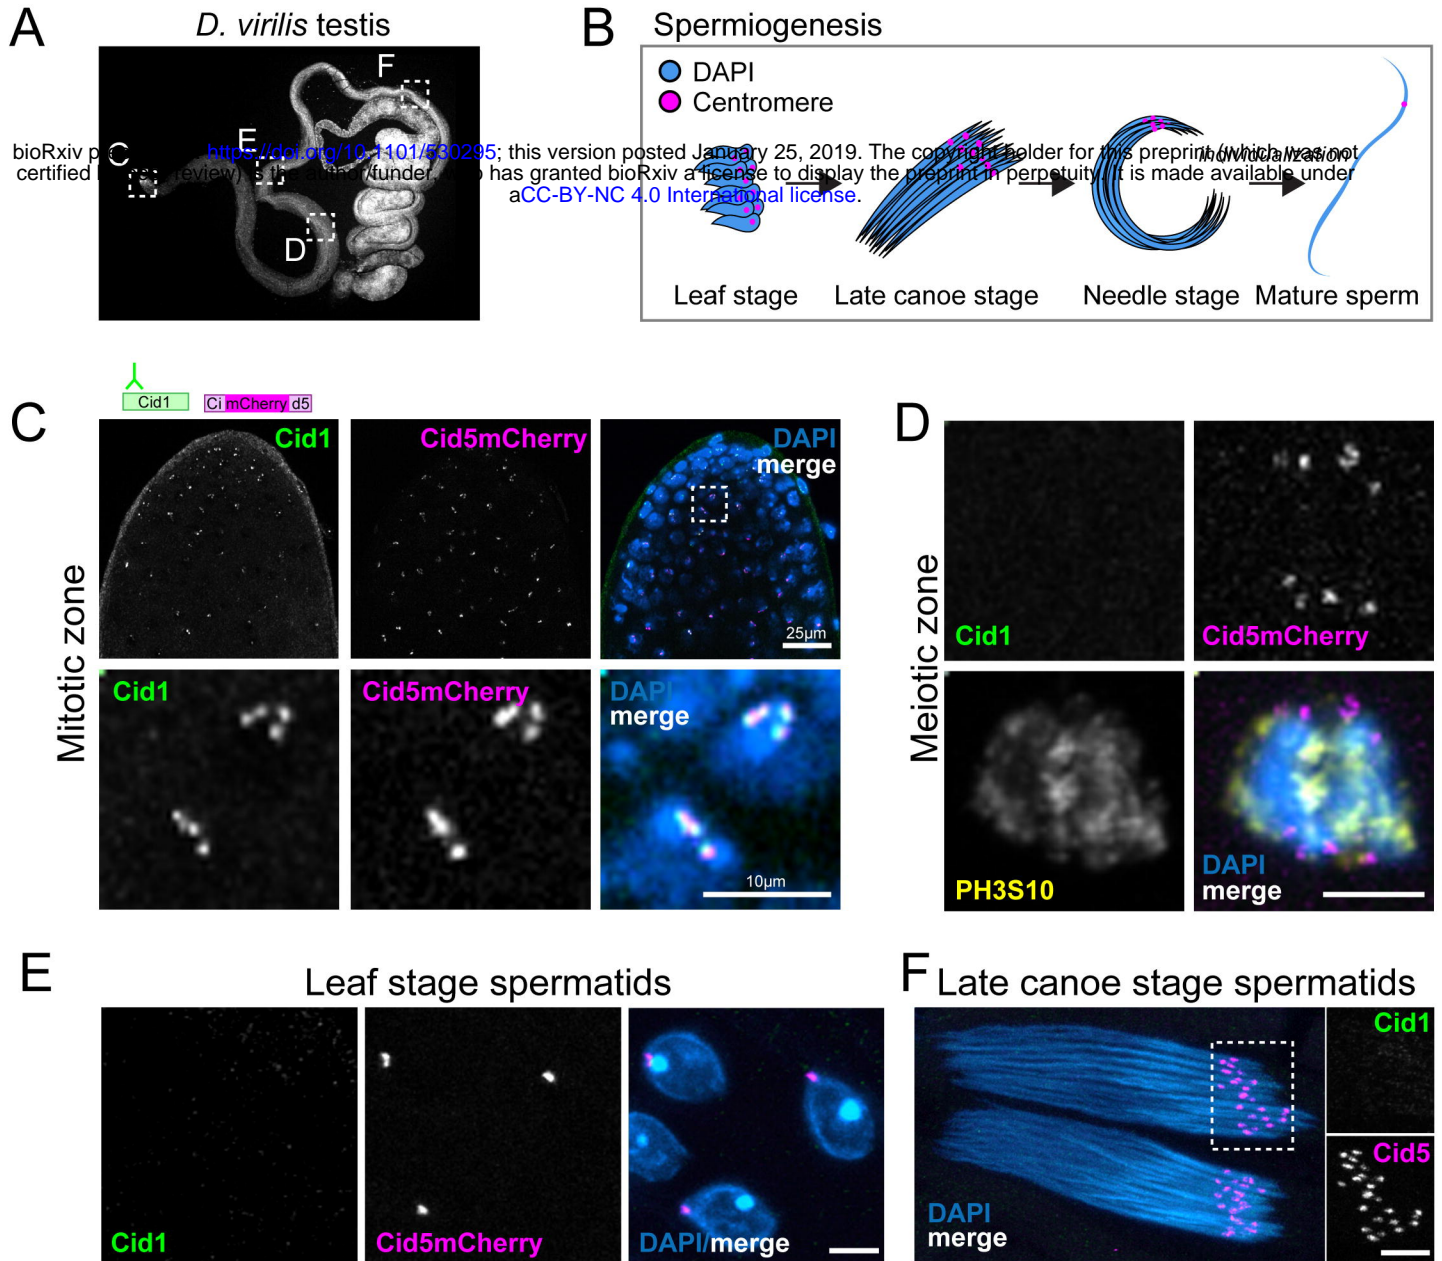 A
D. virilis testis
B
Spermiogenesis
F
DAPI
Centromere
C
E
D
bioRxiv https://doi.org/10.1101/530295; this version posted January 25, 2019. The copyright holder for this preprint (which was not
individualization
certified review) is the author/funder, who has granted bioRxiv a license to display the preprint in perpetuity. It is made available under
aCC-BY-NC 4.0 International license.
Leaf stage
Late canoe stage
Needle stage
Mature sperm
C
Cid1
Ci mCherry d5
Mitotic zone
Cid1
Cid5mCherry
DAPI
merge
25µm
Cid1
Cid5mCherry
DAPI
merge
10µm
D
Meiotic zone
Cid1
Cid5mCherry
PH3S10
DAPI
merge
E
Leaf stage spermatids
Cid1
Cid5mCherry
DAPI/merge
F
Late canoe stage spermatids
DAPI
merge
Cid1
Cid5